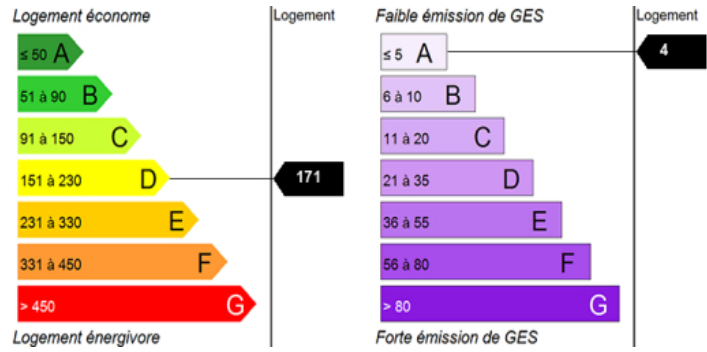 Logement économe
Logement
≤ 50 A
51 à 90 B
91 à 150 C
151 à 230 D
171
231 à 330 E
331 à 450 F
> 450 G
Logement énergivore
Faible émission de GES
Logement
≤ 5 A
4
6 à 10 B
11 à 20 C
21 à 35 D
36 à 55 E
56 à 80 F
> 80 G
Forte émission de GES